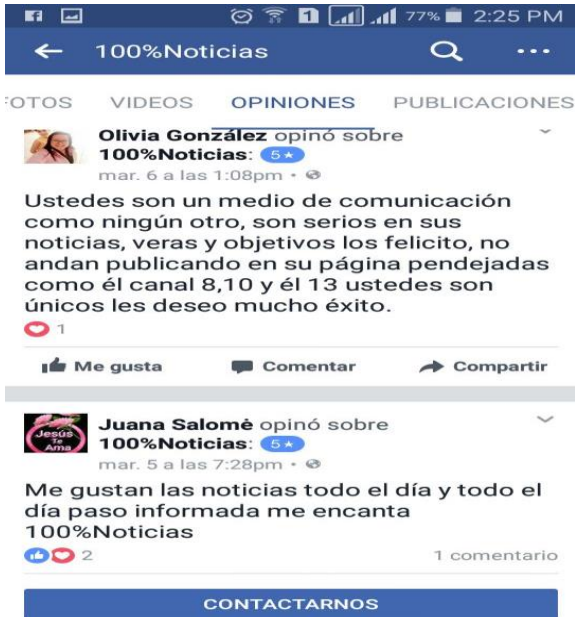 1 77% 2:25 PM
100%Noticias
FOTOS VIDEOS OPINIONES PUBLICACIONES
Olivia González opinó sobre
100%Noticias: 5★
mar. 6 a las 1:08pm •
Ustedes son un medio de comunicación
como ningún otro, son serios en sus
noticias, veras y objetivos los felicito, no
andan publicando en su página pendejadas
como él canal 8,10 y él 13 ustedes son
únicos les deseo mucho éxito.
1
Me gusta Comentar Compartir
Jesús
Te
Ama
Juana Salomė opinó sobre
100%Noticias: 5★
mar. 5 a las 7:28pm •
Me gustan las noticias todo el día y todo el
día paso informada me encanta
100%Noticias
2 1 comentario
CONTACTARNOS